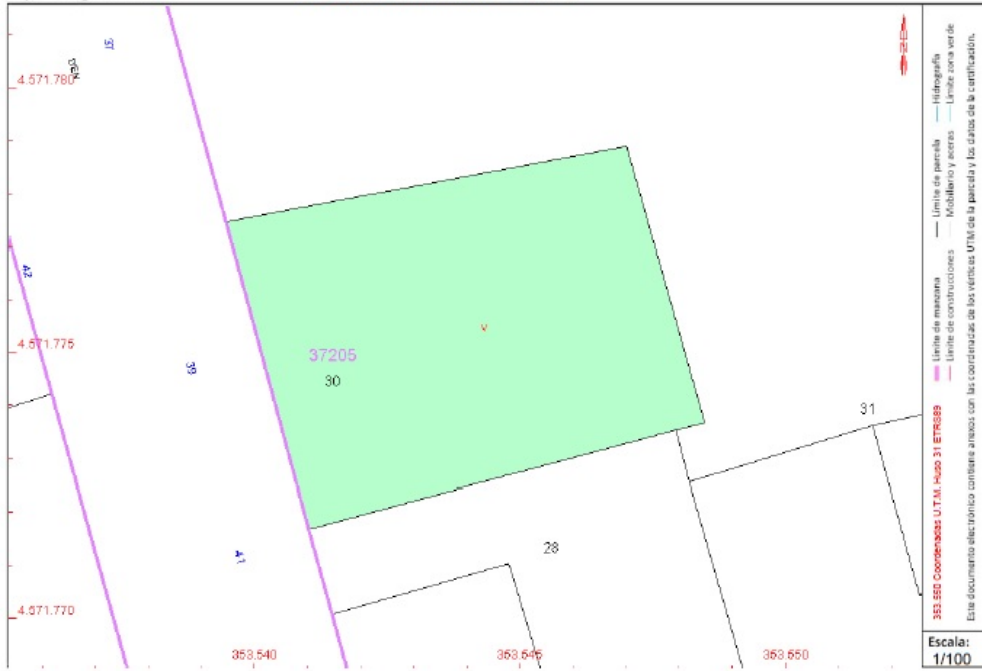 37
4.571.780
42
4.571.775
39
37205
30
v
31
28
41
4.571.770
353.540
353.545
353.550
353.550 Coordenadas U.T.M. Huso 31 ETRS89
Límite de manzana
Límite de parcela
Hidrografía
Límite de construcciones
Mobiliario y aceras
Límite zona verde
Este documento electrónico contiene anexos con las coordenadas de los vértices UTM de la parcela y los datos de la certificación.
Escala:
1/100